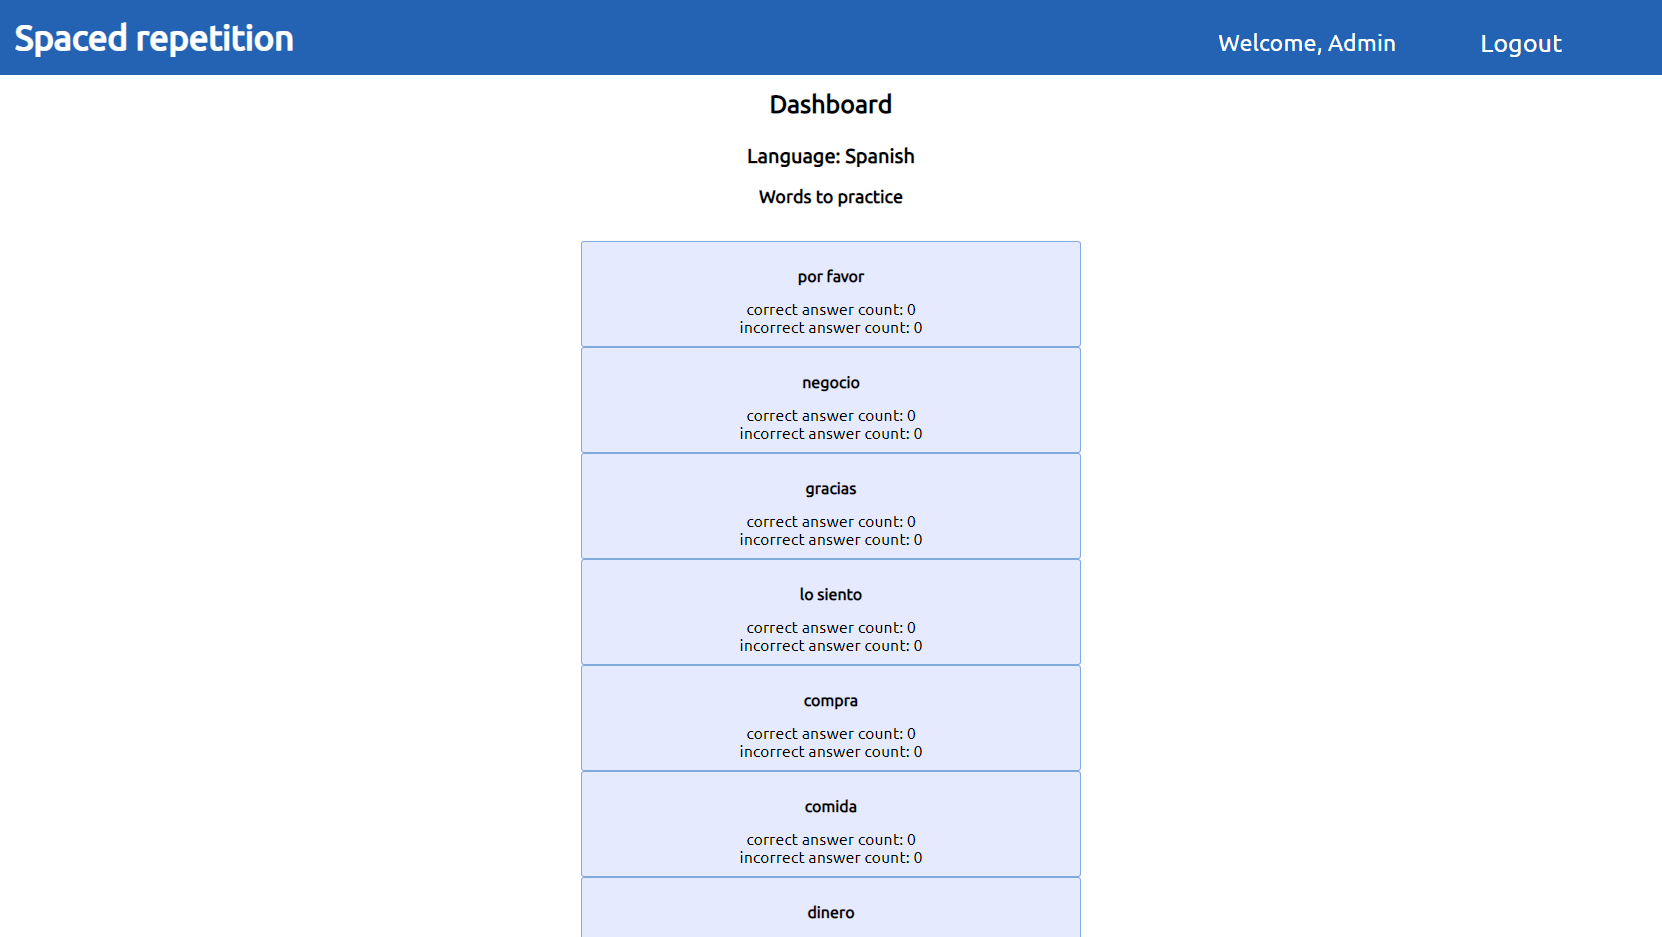 Spaced repetition
Welcome, Admin
Logout
Dashboard
Language: Spanish
Words to practice
por favor
correct answer count: 0
incorrect answer count: 0
negocio
correct answer count: 0
incorrect answer count: 0
gracias
correct answer count: 0
incorrect answer count: 0
lo siento
correct answer count: 0
incorrect answer count: 0
compra
correct answer count: 0
incorrect answer count: 0
comida
correct answer count: 0
incorrect answer count: 0
dinero